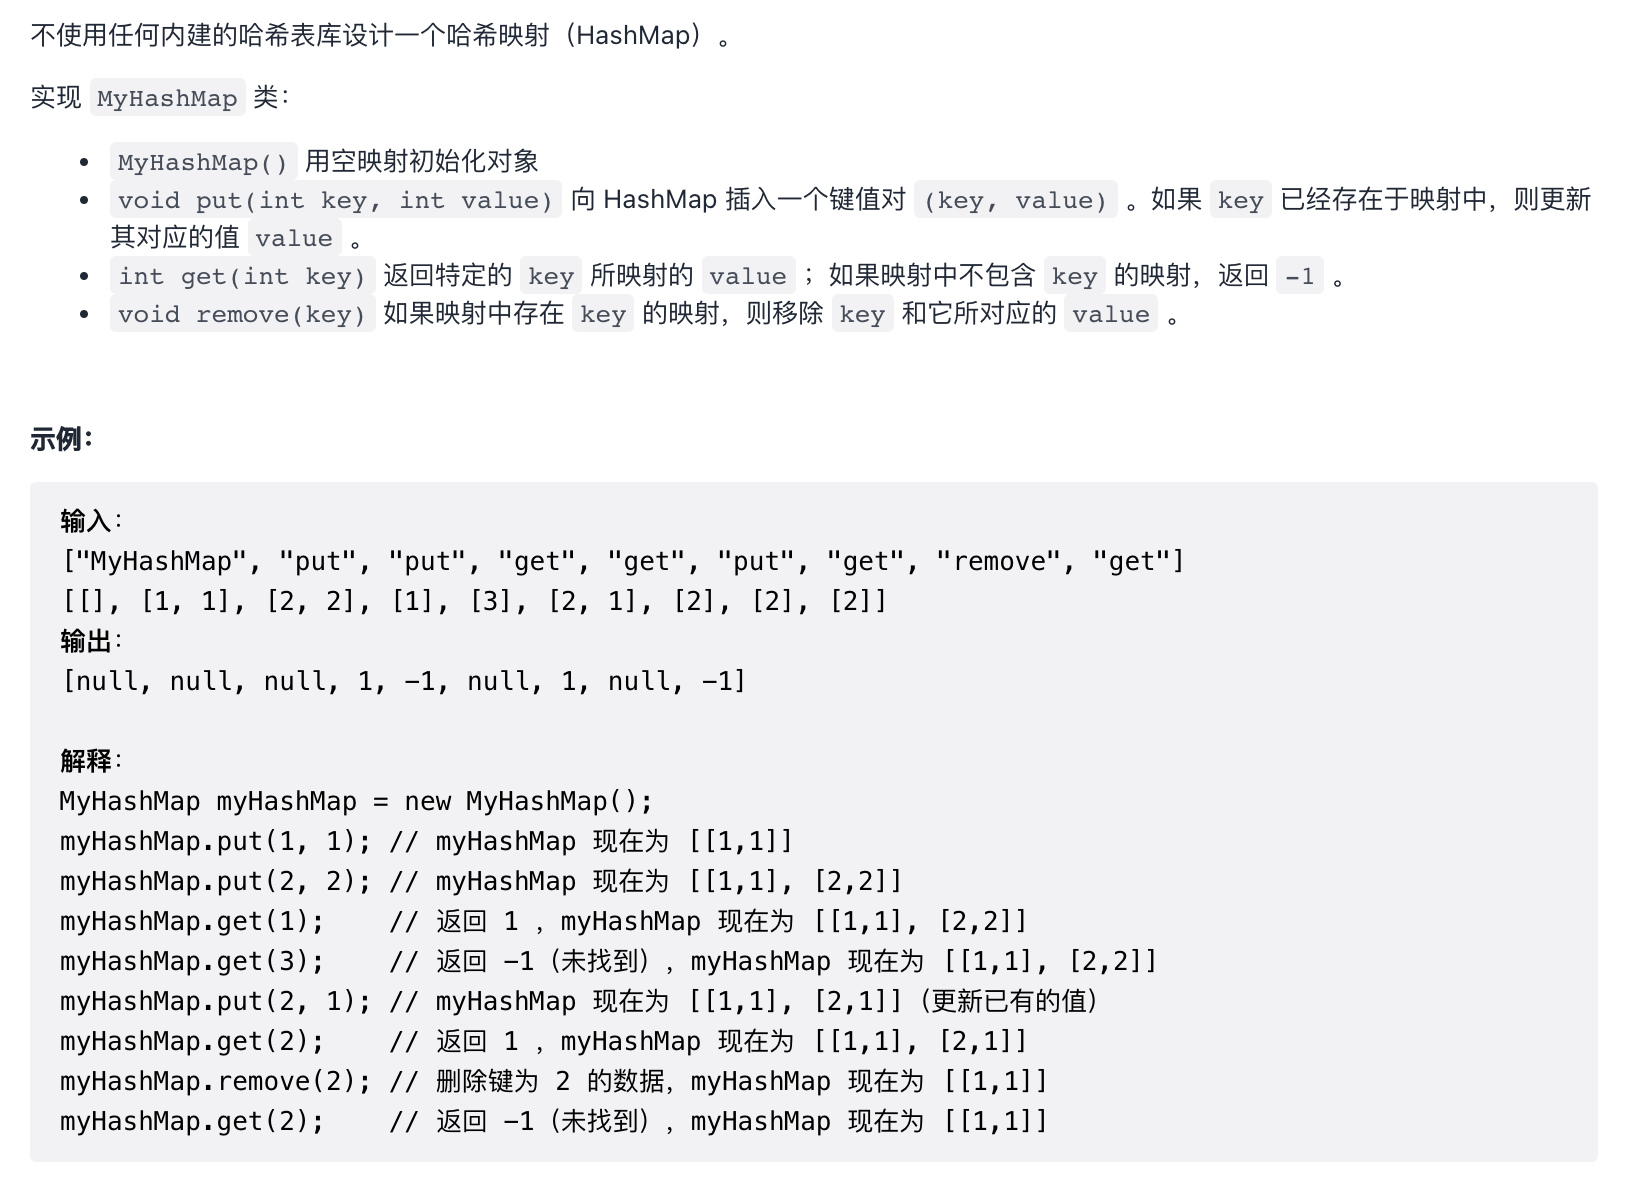 不使用任何内建的哈希表库设计一个哈希映射（HashMap）。
实现 MyHashMap 类：
• MyHashMap() 用空映射初始化对象
• void put(int key, int value) 向 HashMap 插入一个键值对 (key, value) 。如果 key 已经存在于映射中，则更新
其对应的值 value 。
• int get(int key) 返回特定的 key 所映射的 value ；如果映射中不包含 key 的映射，返回 -1 。
• void remove(key) 如果映射中存在 key 的映射，则移除 key 和它所对应的 value 。
示例：
输入：
["MyHashMap", "put", "put", "get", "get", "put", "get", "remove", "get"]
[[], [1, 1], [2, 2], [1], [3], [2, 1], [2], [2], [2]]
输出：
[null, null, null, 1, -1, null, 1, null, -1]
解释：
MyHashMap myHashMap = new MyHashMap();
myHashMap.put(1, 1); // myHashMap 现在为 [[1,1]]
myHashMap.put(2, 2); // myHashMap 现在为 [[1,1], [2,2]]
myHashMap.get(1);    // 返回 1 ，myHashMap 现在为 [[1,1], [2,2]]
myHashMap.get(3);    // 返回 -1（未找到），myHashMap 现在为 [[1,1], [2,2]]
myHashMap.put(2, 1); // myHashMap 现在为 [[1,1], [2,1]]（更新已有的值）
myHashMap.get(2);    // 返回 1 ，myHashMap 现在为 [[1,1], [2,1]]
myHashMap.remove(2); // 删除键为 2 的数据，myHashMap 现在为 [[1,1]]
myHashMap.get(2);    // 返回 -1（未找到），myHashMap 现在为 [[1,1]]